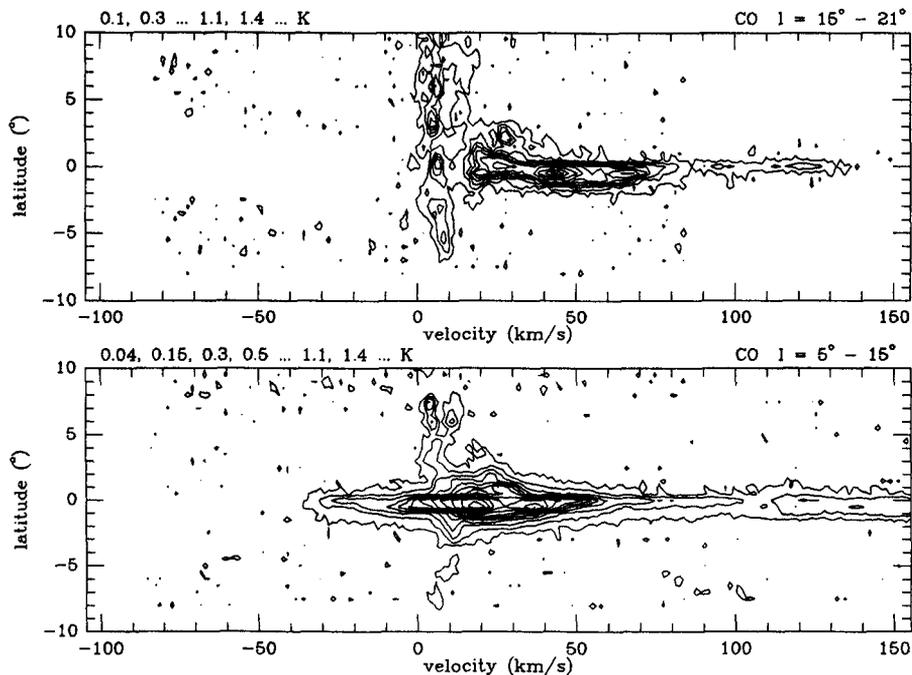 0.1, 0.3 ... 1.1, 1.4 ... K CO l = 15° - 21°
10
5
0
-5
-10
latitude (°)
-100 -50 0 50 100 150
velocity (km/s)
0.04, 0.15, 0.3, 0.5 ... 1.1, 1.4 ... K CO l = 5° - 15°
10
5
0
-5
-10
latitude (°)
-100 -50 0 50 100 150
velocity (km/s)